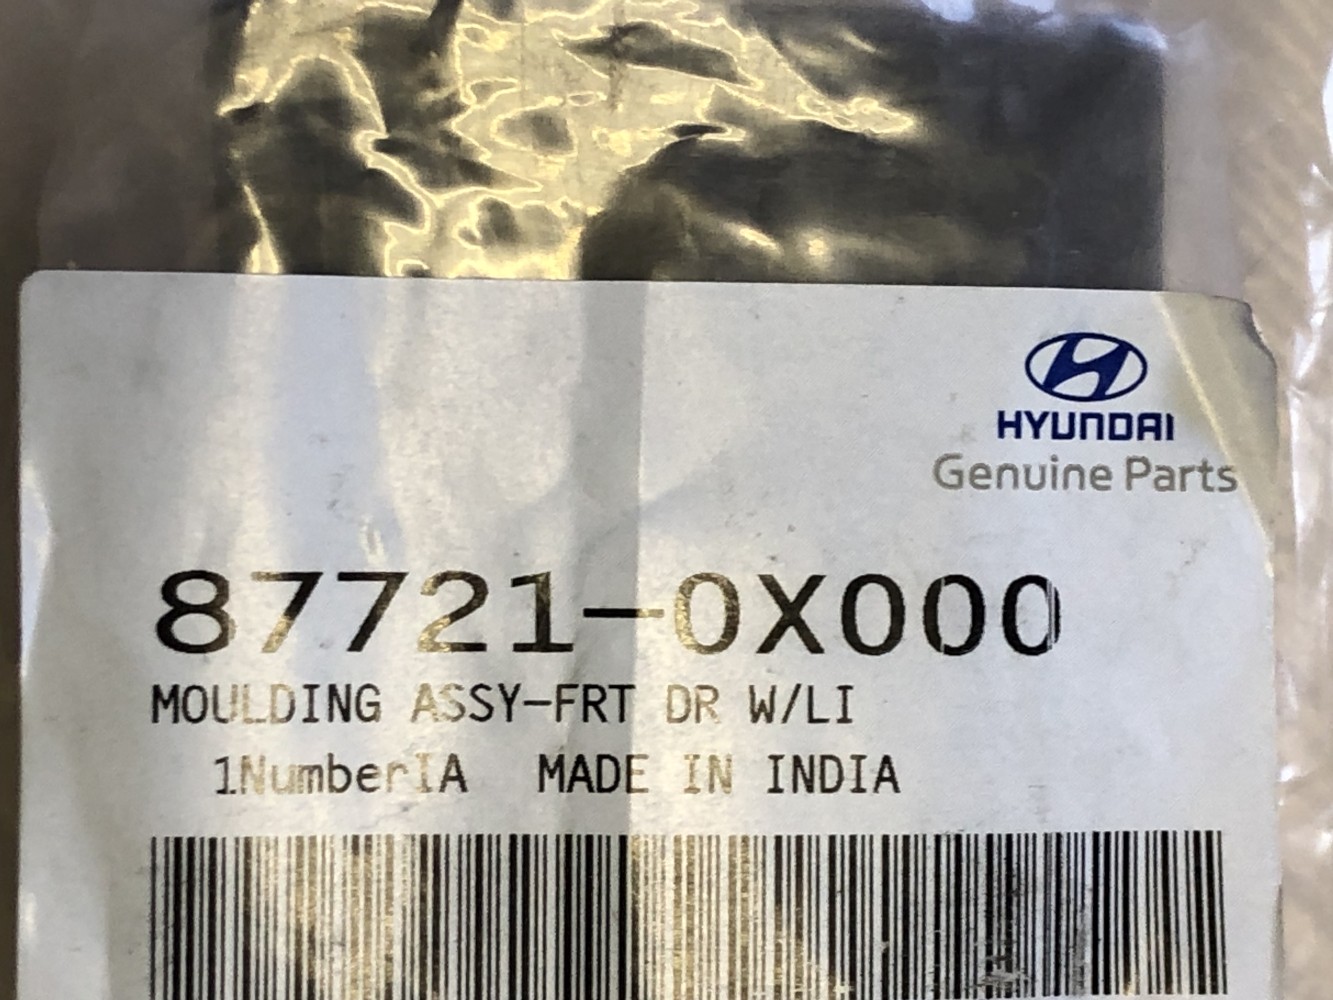 HYUNDAI
Genuine Parts
87721-0X000
MOULDING ASSY-FRT DR W/LI
1NumberIA MADE IN INDIA